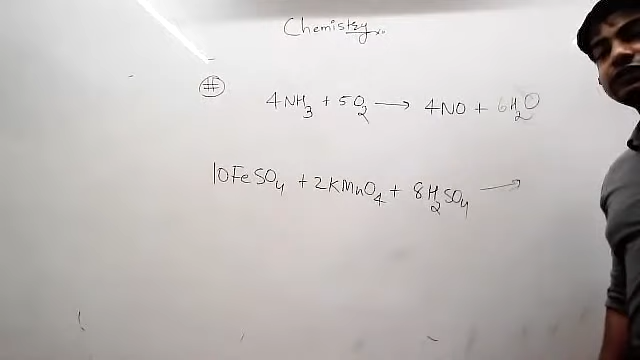 Chemistry
#
4NH3 + 5O2 → 4NO + 6H2O
10FeSO4 + 2KMnO4 + 8H2SO4 →